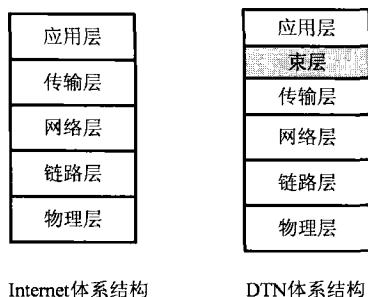 应用层
传输层
网络层
链路层
物理层
Internet体系结构
应用层
束层
传输层
网络层
链路层
物理层
DTN体系结构